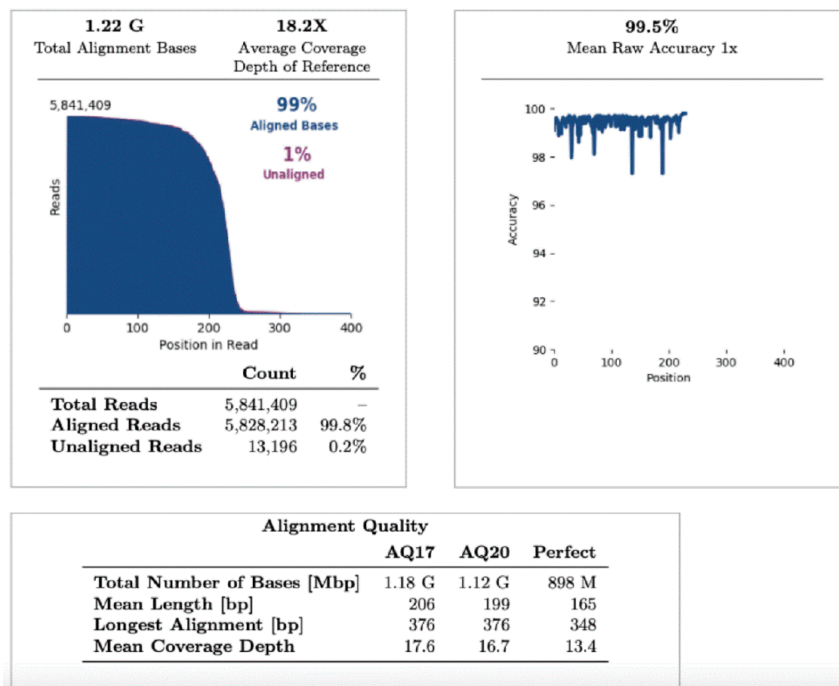 1.22 G 18.2X
Total Alignment Bases Average Coverage
Depth of Reference
5,841,409
99%
Aligned Bases
1%
Unaligned
Reads
0 100 200 300 400
Position in Read
Count %
Total Reads 5,841,409 –
Aligned Reads 5,828,213 99.8%
Unaligned Reads 13,196 0.2%
99.5%
Mean Raw Accuracy 1x
100
98
96
94
92
90
Accuracy
0 100 200 300 400
Position
Alignment Quality
AQ17 AQ20 Perfect
Total Number of Bases [Mbp] 1.18 G 1.12 G 898 M
Mean Length [bp] 206 199 165
Longest Alignment [bp] 376 376 348
Mean Coverage Depth 17.6 16.7 13.4